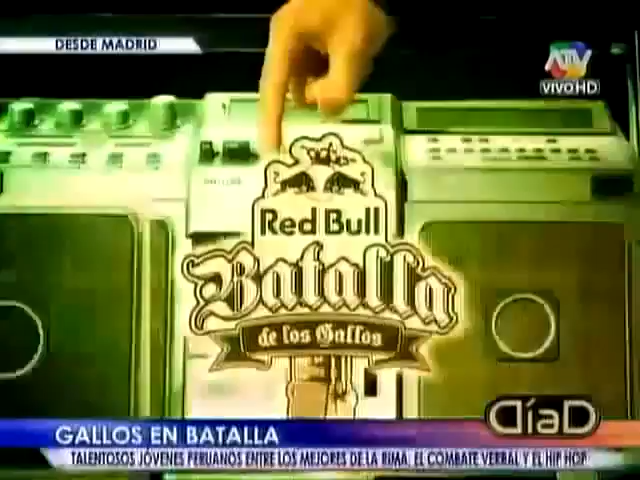 DESDE MADRID
ATV
VIVO HD
Red Bull
Batalla
de los Gallos
DíaD
GALLOS EN BATALLA
TALENTOSOS JÓVENES PERUANOS ENTRE LOS MEJORES DE LA RIMA, EL COMBATE VERBAL Y EL HIP HOP